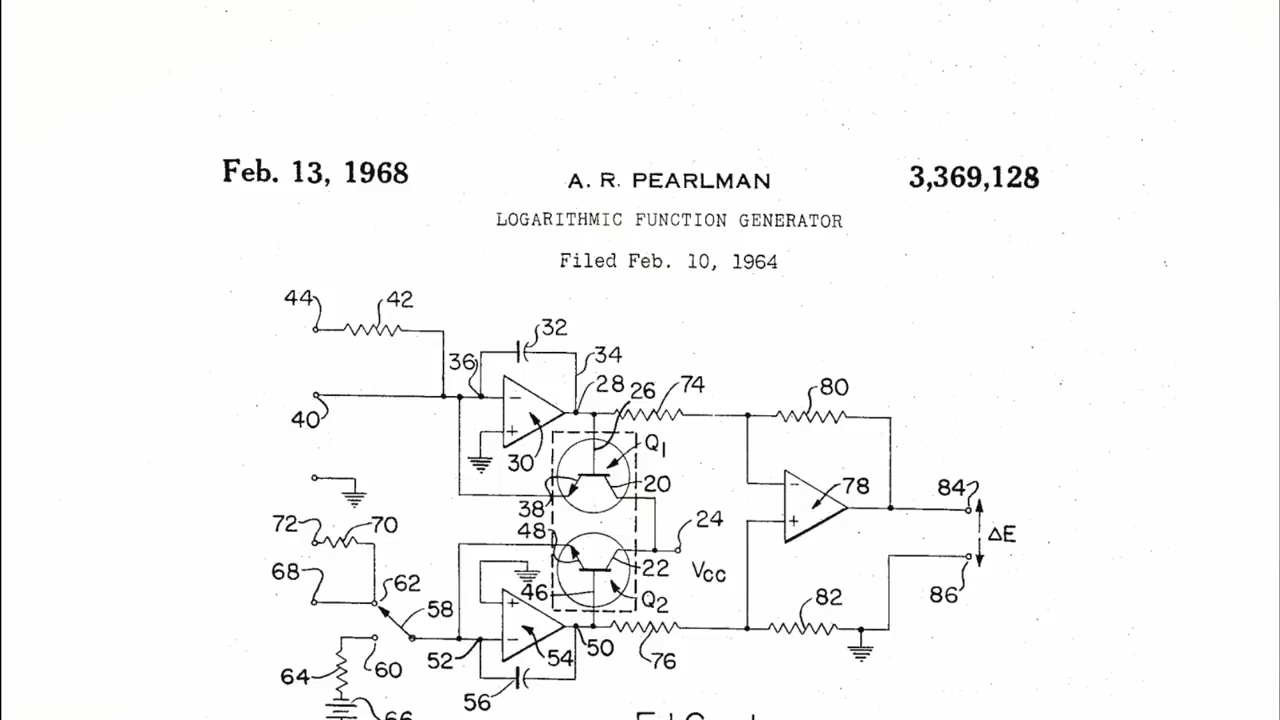 Feb. 13, 1968 A. R. PEARLMAN 3,369,128
LOGARITHMIC FUNCTION GENERATOR
Filed Feb. 10, 1964
44 42
32
36 34
28 26 74 80
40
Q1
30
20
78 84
38
72 70 48 24 ΔE
68 62 22 VCC
46 86
58 Q2 82
52 54 50
64 60 76
56
66